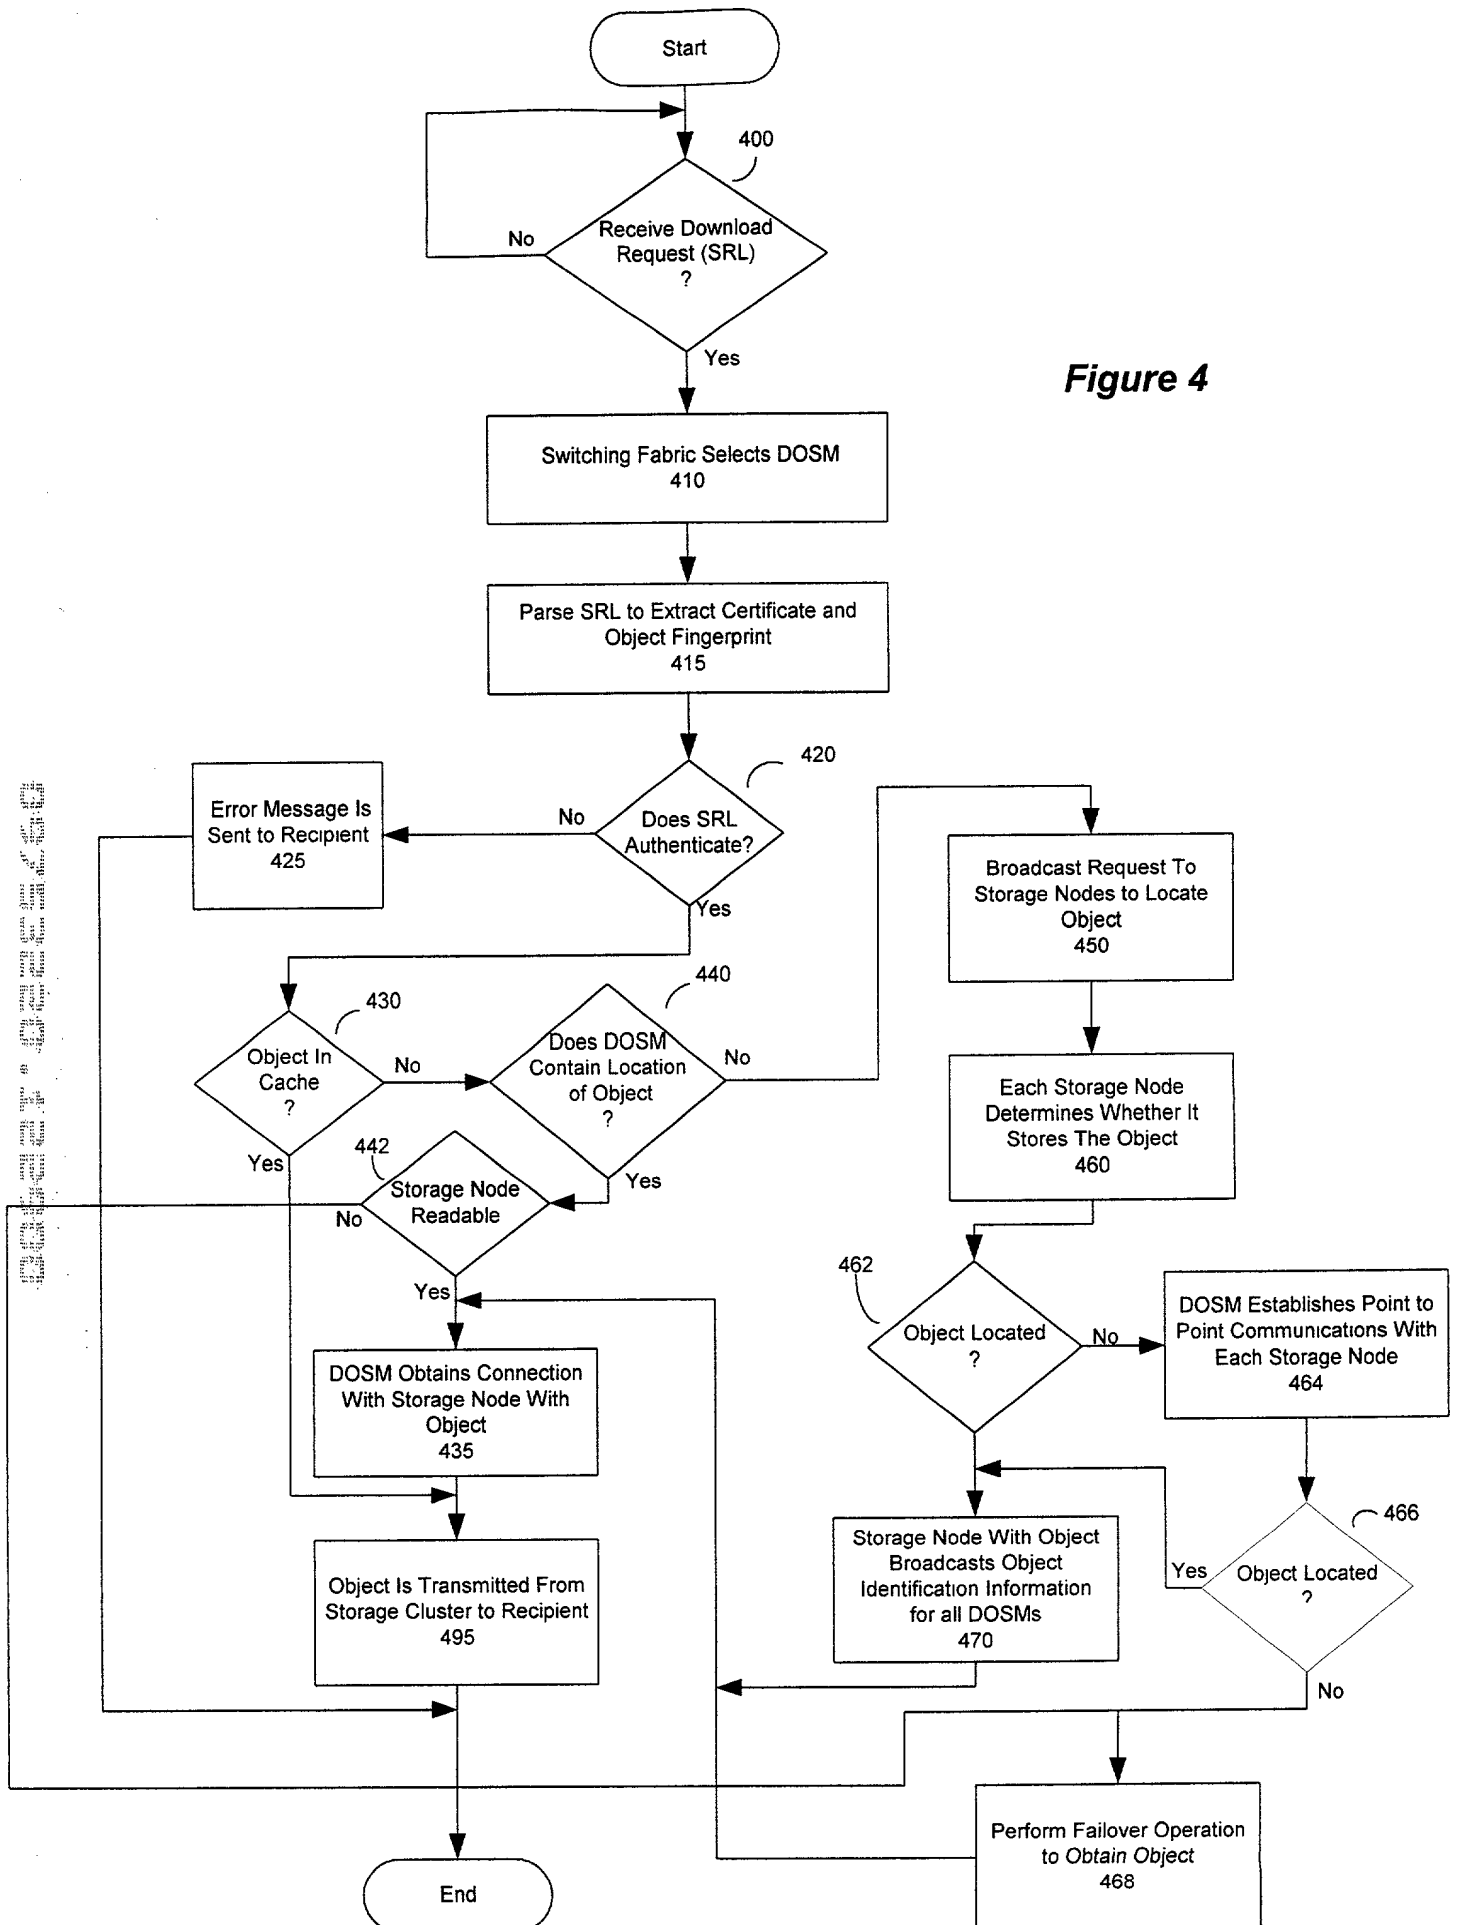 Start
400
Receive Download
Request (SRL)
?
No
Yes
Figure 4
Switching Fabric Selects DOSM
410
Parse SRL to Extract Certificate and
Object Fingerprint
415
420
Does SRL
Authenticate?
No
Yes
Error Message Is
Sent to Recipient
425
Broadcast Request To
Storage Nodes to Locate
Object
450
430
Object In
Cache
?
No
Yes
440
Does DOSM
Contain Location
of Object
?
No
Yes
442
Storage Node
Readable
No
Yes
Each Storage Node
Determines Whether It
Stores The Object
460
462
Object Located
?
No
DOSM Establishes Point to
Point Communications With
Each Storage Node
464
DOSM Obtains Connection
With Storage Node With
Object
435
466
Object Located
?
Yes
No
Storage Node With Object
Broadcasts Object
Identification Information
for all DOSMs
470
Object Is Transmitted From
Storage Cluster to Recipient
495
Perform Failover Operation
to Obtain Object
468
End